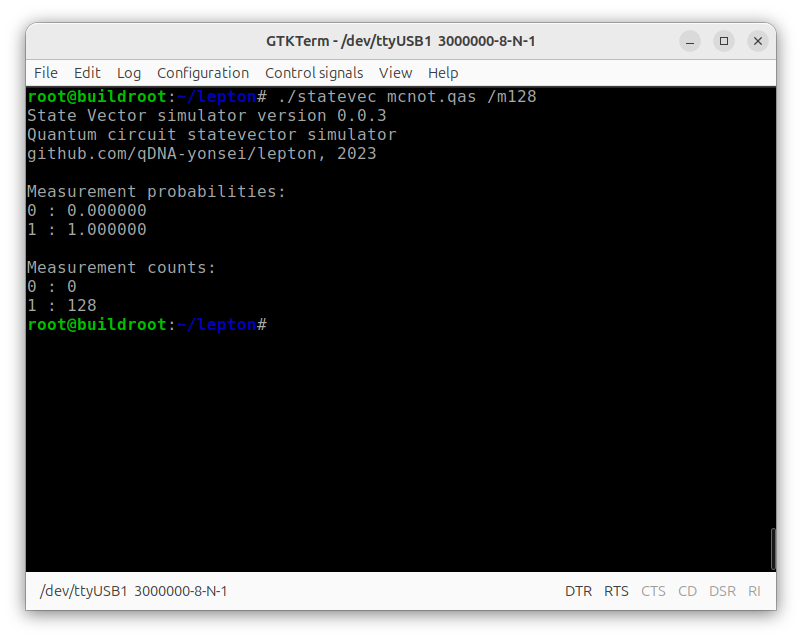 GTKTerm - /dev/ttyUSB1 3000000-8-N-1
File Edit Log Configuration Control signals View Help
root@buildroot:~/lepton# ./statevec mcnot.qas /m128
State Vector simulator version 0.0.3
Quantum circuit statevector simulator
github.com/qDNA-yonsei/lepton, 2023
Measurement probabilities:
0 : 0.000000
1 : 1.000000
Measurement counts:
0 : 0
1 : 128
root@buildroot:~/lepton#
/dev/ttyUSB1 3000000-8-N-1 DTR RTS CTS CD DSR RI